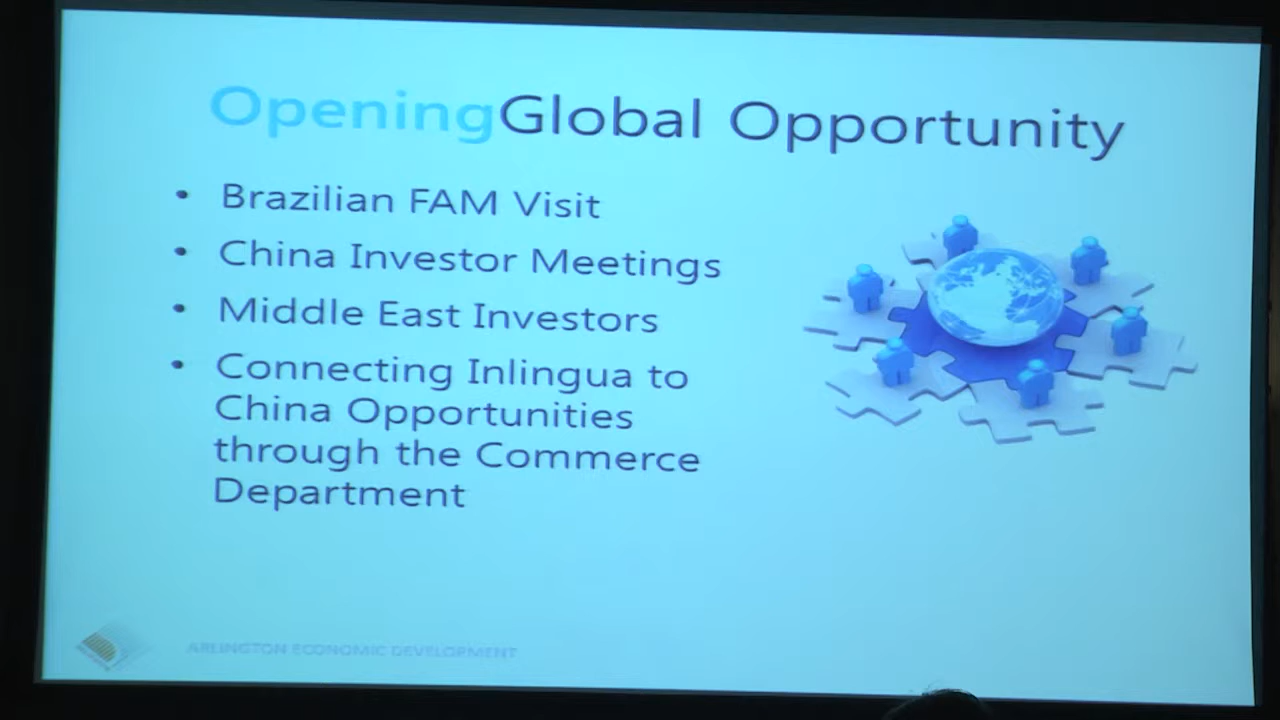 OpeningGlobal Opportunity
• Brazilian FAM Visit
• China Investor Meetings
• Middle East Investors
• Connecting Inlingua to
China Opportunities
through the Commerce
Department
ARLINGTON ECONOMIC DEVELOPMENT